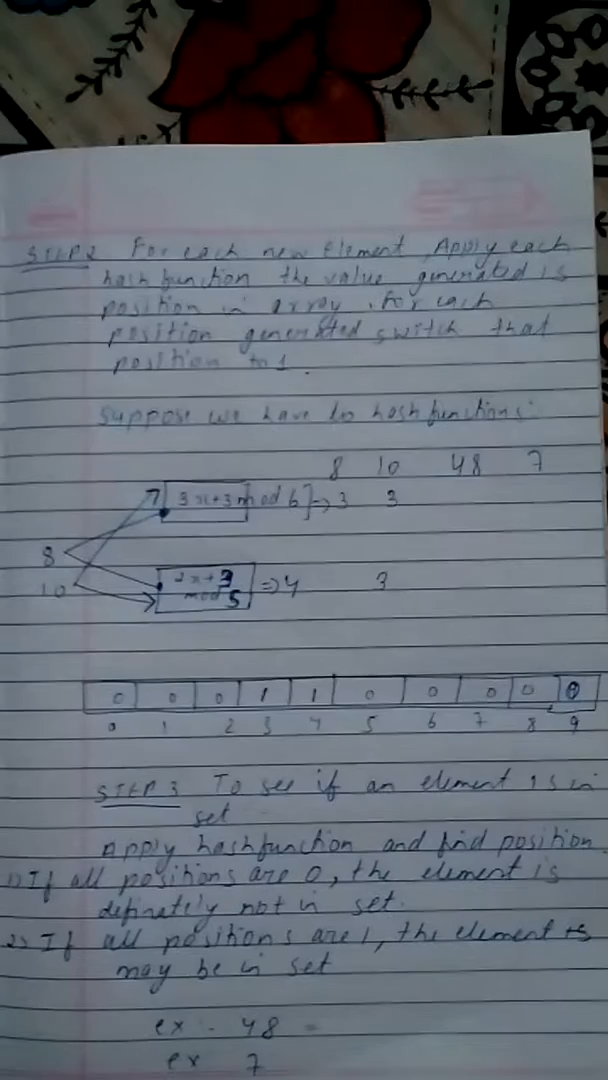 STEP 2 For each new element, Apply each
hash function the value generated is
position in array. For each
position generated switch that
position to 1.
Suppose we have to hash functions:
8 10 48 7
3x+3 mod 6 => 3 3
8
10
2x+3 => 4 3
mod 5
0 0 0 1 1 0 0 0 0 0
0 1 2 3 4 5 6 7 8 9
STEP 3 To see if an element is in
set
Apply hashfunction and find position.
1) If all positions are 0, the element is
definately not in set.
2) If all positions are 1, the element is
may be in set
ex - 48 =
ex 7